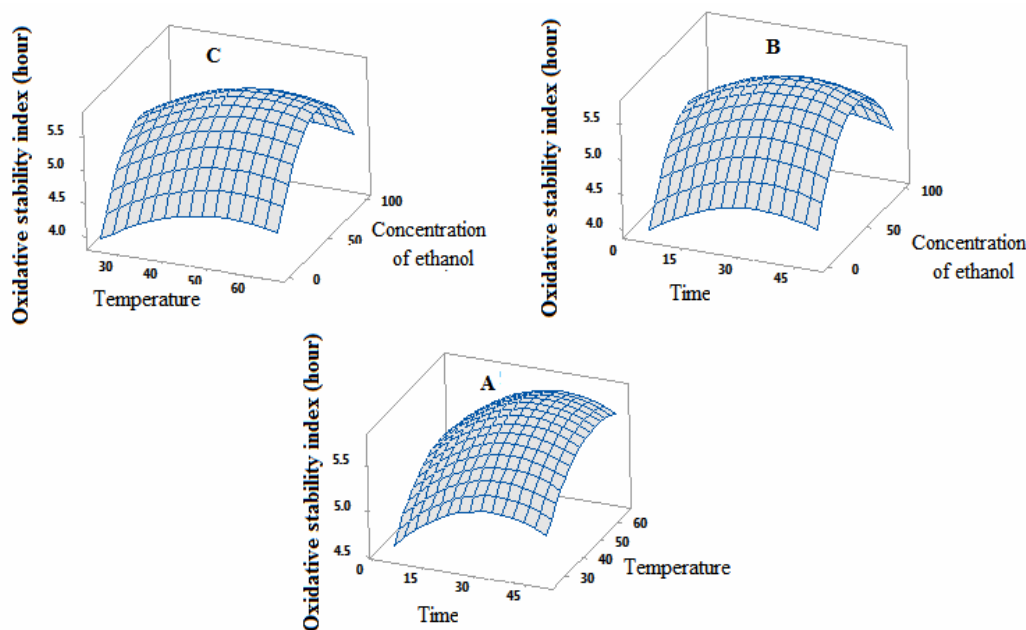 Oxidative stability index (hour)
C
5.5
5.0
4.5
4.0
30
40
50
60
Temperature
0
50
100
Concentration
of ethanol
Oxidative stability index (hour)
B
5.5
5.0
4.5
4.0
0
15
30
45
Time
0
50
100
Concentration
of ethanol
Oxidative stability index (hour)
A
5.5
5.0
4.5
0
15
30
45
Time
30
40
50
60
Temperature